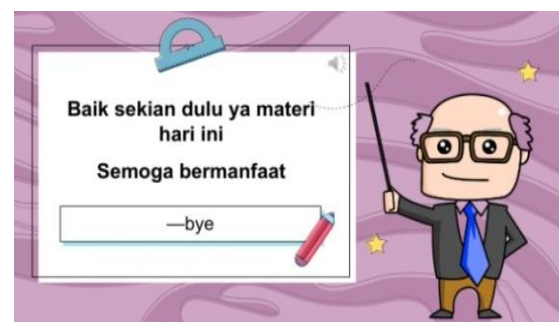 Baik sekian dulu ya materi
hari ini
Semoga bermanfaat
—bye